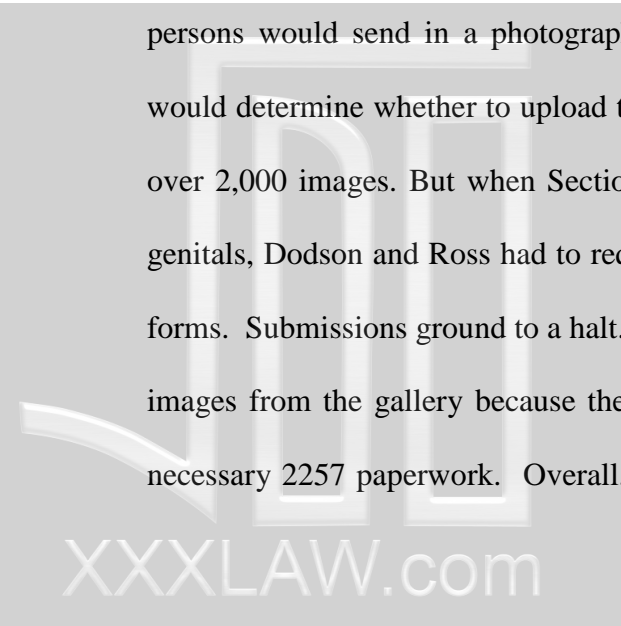 persons would send in a photograp
would determine whether to upload t
over 2,000 images. But when Sectio
genitals, Dodson and Ross had to rec
forms.  Submissions ground to a halt.
images from the gallery because the
necessary 2257 paperwork.  Overall,
XXXLAW.com